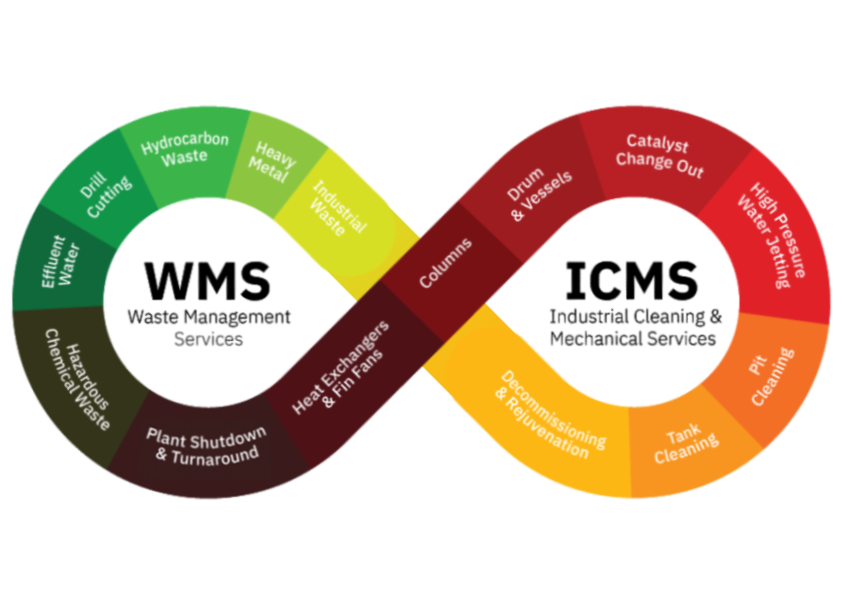 WMS
Waste Management
Services
Hydrocarbon
Waste
Heavy
Metal
Industrial
Waste
Drill
Cutting
Effluent
Water
Hazardous
Chemical Waste
Plant Shutdown
& Turnaround
Heat Exchangers
& Fin Fans
Columns
Drum
& Vessels
Catalyst
Change Out
High Pressure
Water Jetting
Pit
Cleaning
Tank
Cleaning
Decommissioning
& Rejuvenation
ICMS
Industrial Cleaning &
Mechanical Services